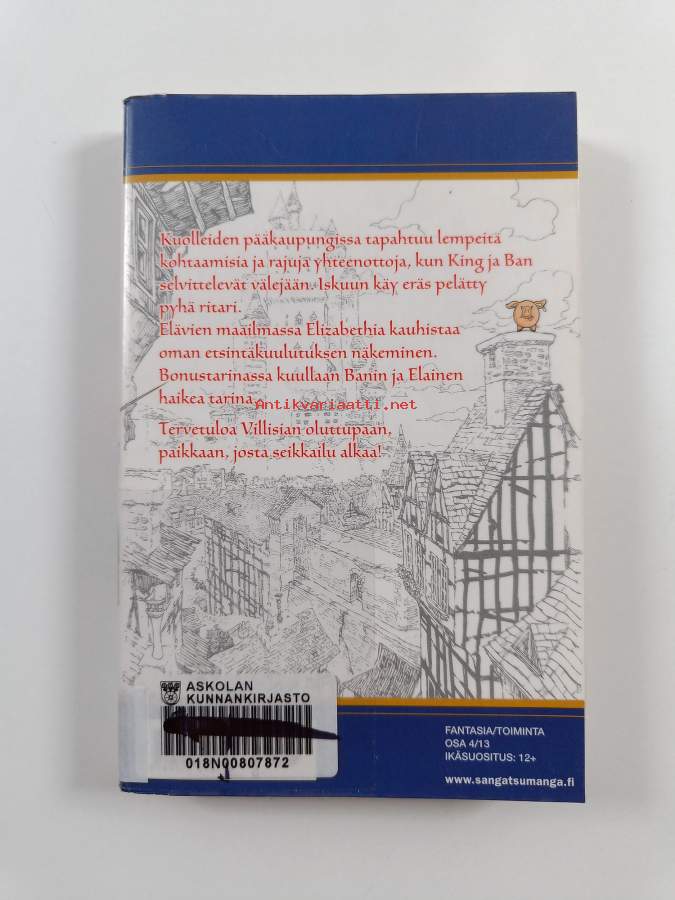 Kuolleiden pääkaupungissa tapahtuu lempeitä
kohtaamisia ja rajuja yhteenottoja, kun King ja Ban
selvittelevät välejään. Iskuun käy eräs pelätty
pyhä ritari.
Elävien maailmassa Elizabethia kauhistaa
oman etsintäkuulutuksen näkeminen.
Bonustarinassa kuullaan Banin ja Elainen
haikea tarina.
Antikvariaatti.net
Tervetuloa Villisian oluttupaan,
paikkaan, josta seikkailu alkaa!
ASKOLAN
KUNNANKIRJASTO
018N00807872
FANTASIA/TOIMINTA
OSA 4/13
IKÄSUOSITUS: 12+
www.sangatsumanga.fi